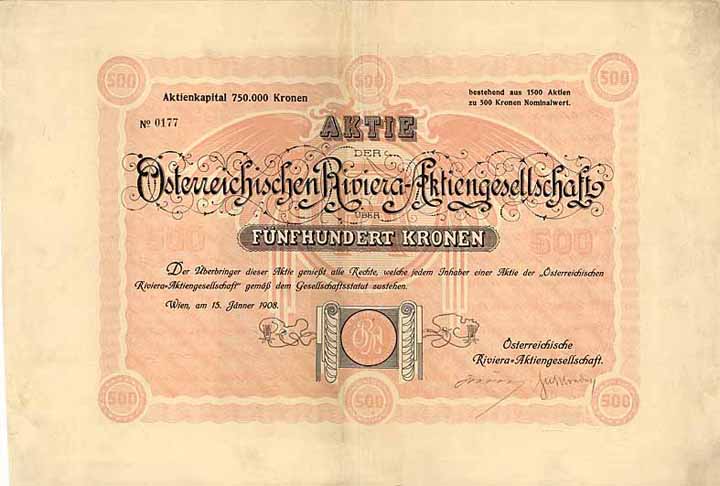 500 500 500
Aktienkapital 750.000 Kronen
bestehend aus 1500 Aktien
zu 500 Kronen Nominalwert.
No 0177
AKTIE
DER
Österreichischen Riviera-Aktiengesellschaft
ÜBER
500 FÜNFHUNDERT KRONEN 500
Der Überbringer dieser Aktie genießt alle Rechte, welche jedem Inhaber einer Aktie der „Österreichischen
Riviera-Aktiengesellschaft" gemäß dem Gesellschaftsstatut zustehen.
Wien, am 15. Jänner 1908.
Österreichische
Riviera-Aktiengesellschaft.
500 500 500